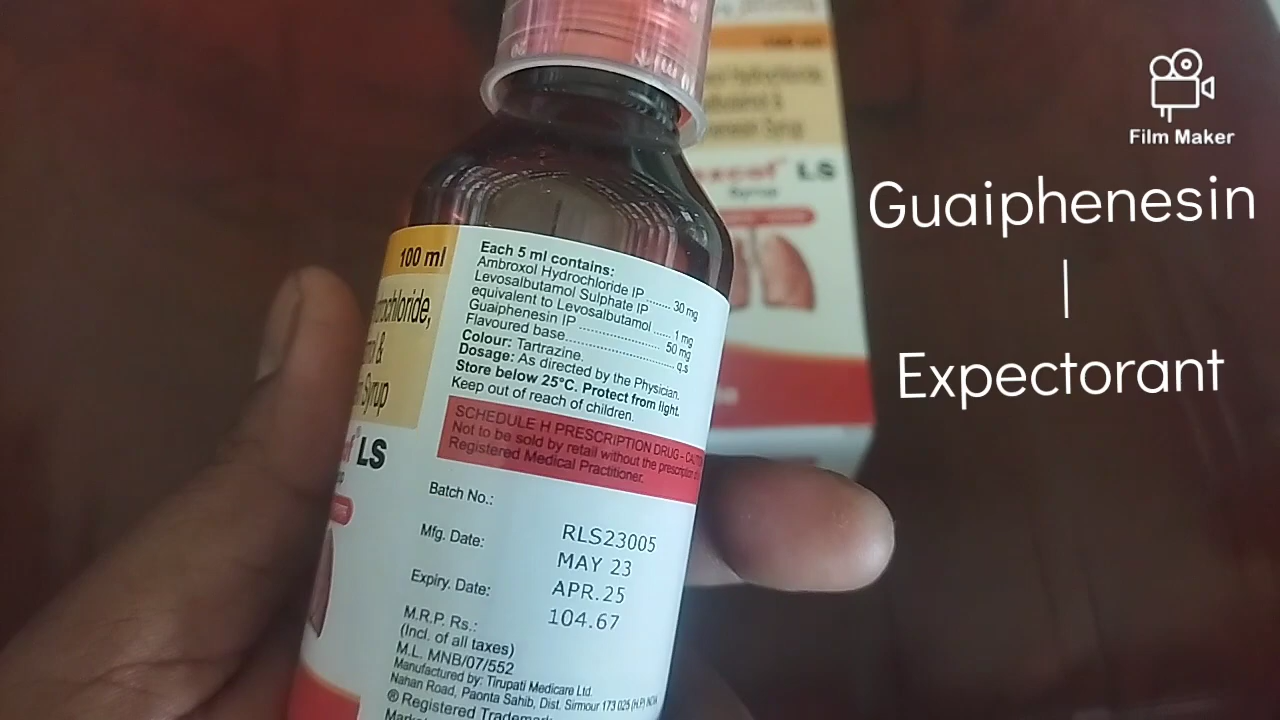 Film Maker
Guaiphenesin
|
Expectorant
LS
Syrup
100 ml
&
Syrup
LS
Each 5 ml contains:
Ambroxol Hydrochloride IP ........ 30 mg
Levosalbutamol Sulphate IP
equivalent to Levosalbutamol ...... 1 mg
Guaiphenesin IP ........................ 50 mg
Flavoured base................................ q.s
Colour: Tartrazine.
Dosage: As directed by the Physician.
Store below 25°C. Protect from light.
Keep out of reach of children.
SCHEDULE H PRESCRIPTION DRUG –
Not to be sold by retail without the prescription
Registered Medical Practitioner.
Batch No.: RLS23005
Mfg. Date: MAY 23
Expiry. Date: APR.25
M.R.P. Rs.: 104.67
(Incl. of all taxes)
M.L. MNB/07/552
Manufactured by: Tirupati Medicare Ltd.
Nahan Road, Paonta Sahib, Dist. Sirmour 173 025 (H.P.)
® Registered